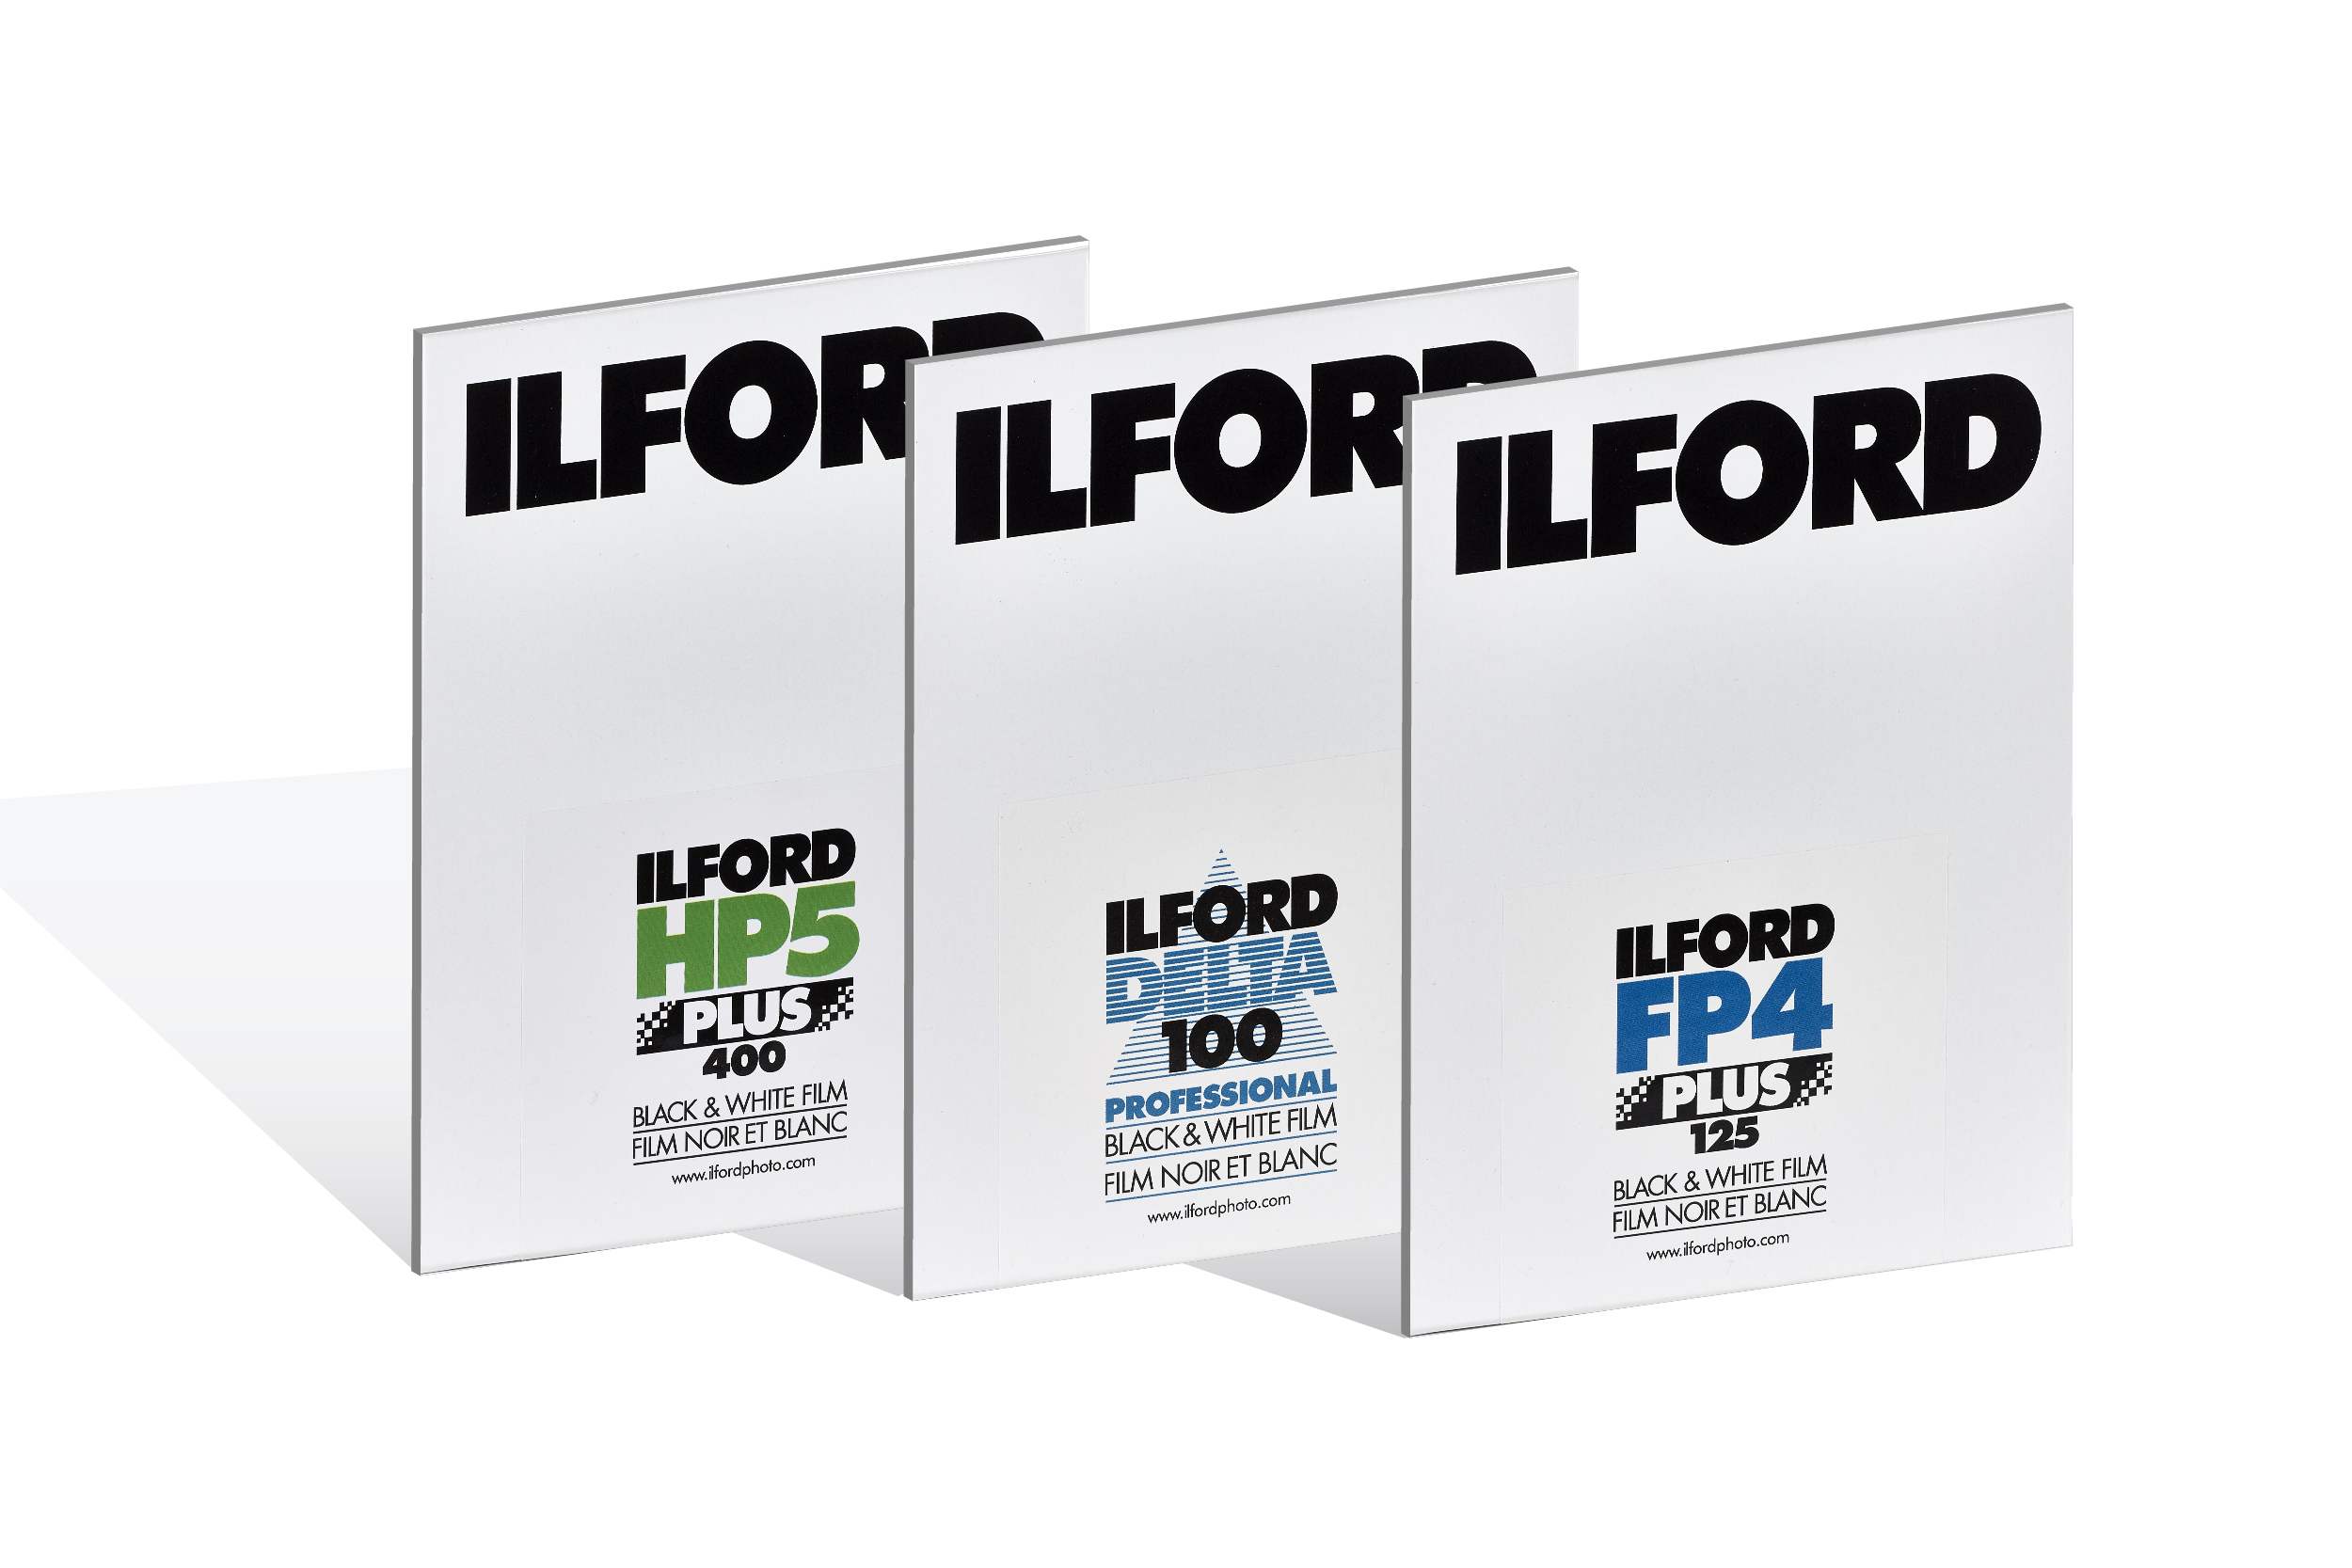 ILFORD
ILFORD
HP5
PLUS
400
BLACK & WHITE FILM
FILM NOIR ET BLANC
www.ilfordphoto.com
ILFORD
ILFORD
DELTA
100
PROFESSIONAL
BLACK & WHITE FILM
FILM NOIR ET BLANC
www.ilfordphoto.com
ILFORD
ILFORD
FP4
PLUS
125
BLACK & WHITE FILM
FILM NOIR ET BLANC
www.ilfordphoto.com